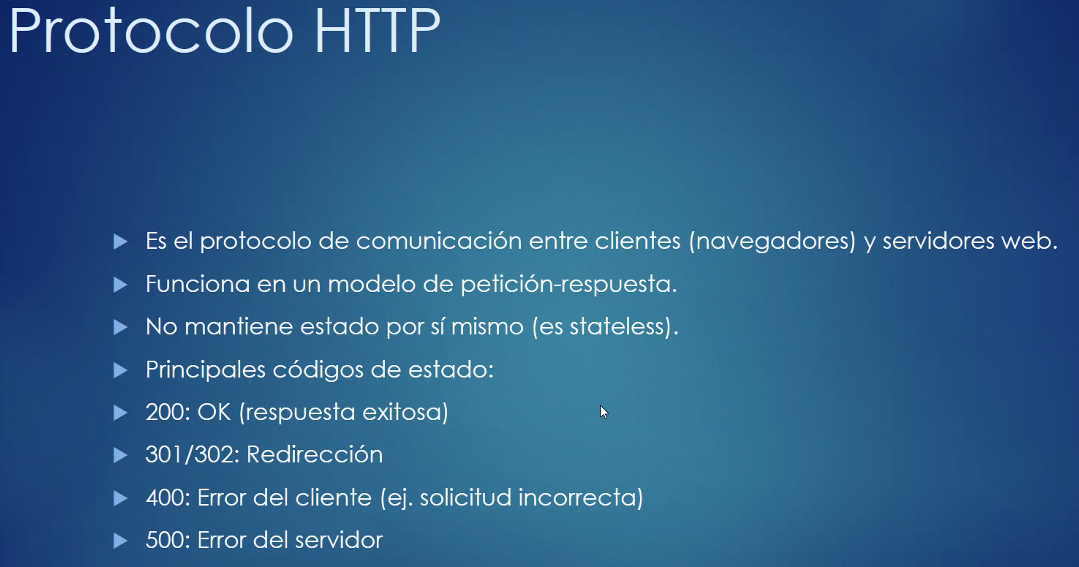 Protocolo HTTP
Es el protocolo de comunicación entre clientes (navegadores) y servidores web.
Funciona en un modelo de petición-respuesta.
No mantiene estado por sí mismo (es stateless).
Principales códigos de estado:
200: OK (respuesta exitosa)
301/302: Redirección
400: Error del cliente (ej. solicitud incorrecta)
500: Error del servidor